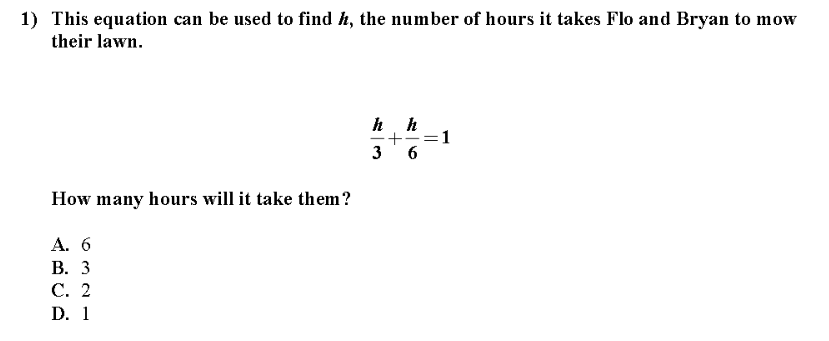 1) This equation can be used to find h, the number of hours it takes Flo and Bryan to mow
their lawn.
h/3 + h/6 = 1
How many hours will it take them?
A. 6
B. 3
C. 2
D. 1